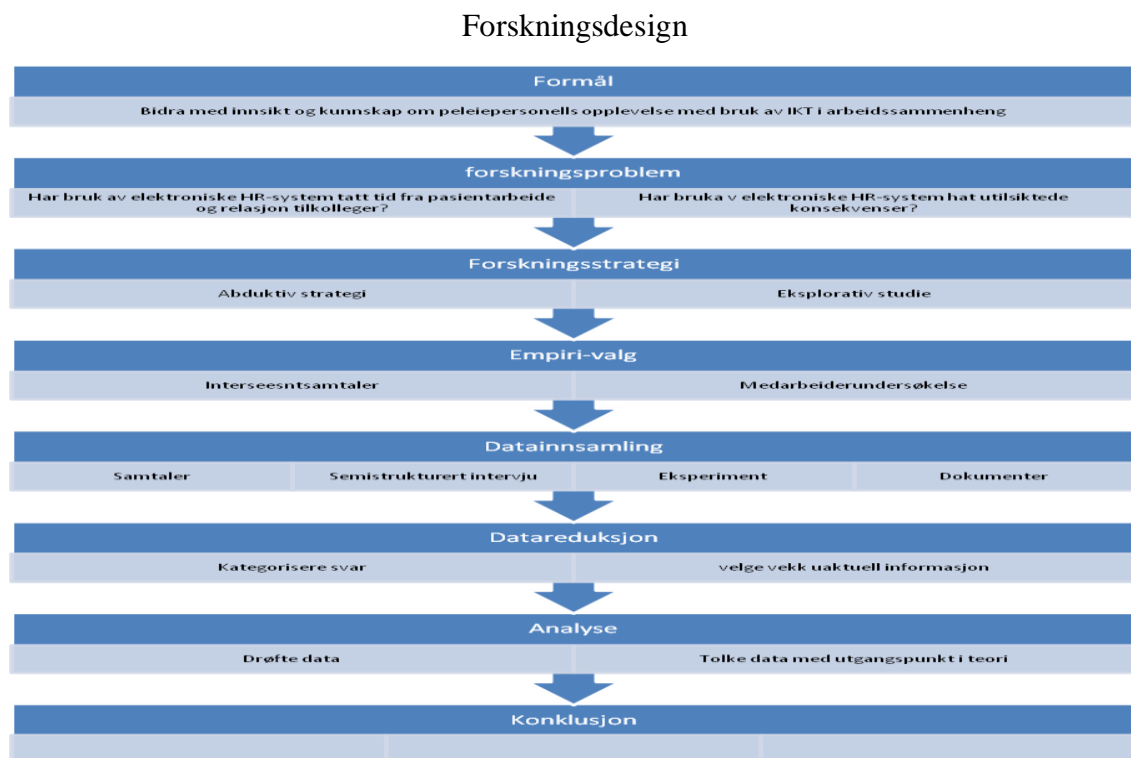 Forskningsdesign
Formål
Bidra med innsikt og kunnskap om peleiepersonells opplevelse med bruk av IKT i arbeidssammenheng
forskningsproblem
Har bruk av elektroniske HR-system tatt tid fra pasientarbeide
og relasjon tilkolleger?
Har bruka v elektroniske HR-system hat utilsiktede
konsekvenser?
Forskningsstrategi
Abduktiv strategi
Eksplorativ studie
Empiri-valg
Interseesntsamtaler
Medarbeiderundersøkelse
Datainnsamling
Samtaler
Semistrukturert intervju
Eksperiment
Dokumenter
Datareduksjon
Kategorisere svar
velge vekk uaktuell informasjon
Analyse
Drøfte data
Tolke data med utgangspunkt i teori
Konklusjon